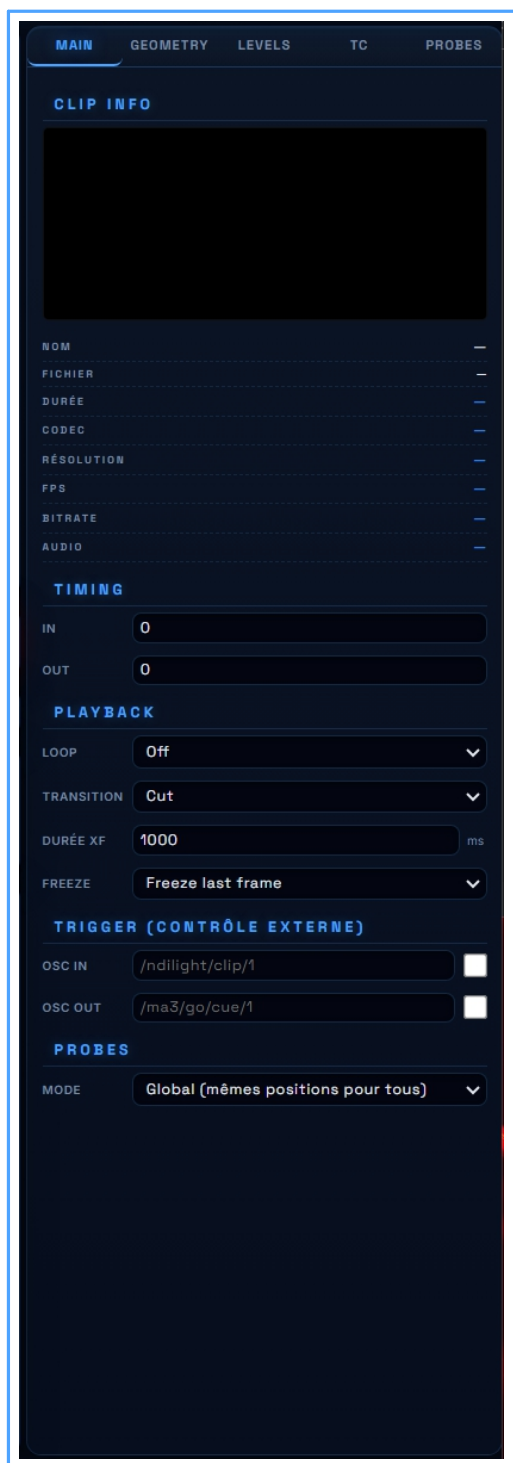 MAIN GEOMETRY LEVELS TC PROBES
CLIP INFO
NOM —
FICHIER —
DURÉE —
CODEC —
RÉSOLUTION —
FPS —
BITRATE —
AUDIO —
TIMING
IN 0
OUT 0
PLAYBACK
LOOP Off
TRANSITION Cut
DURÉE XF 1000 ms
FREEZE Freeze last frame
TRIGGER (CONTRÔLE EXTERNE)
OSC IN /ndilight/clip/1
OSC OUT /ma3/go/cue/1
PROBES
MODE Global (mêmes positions pour tous)